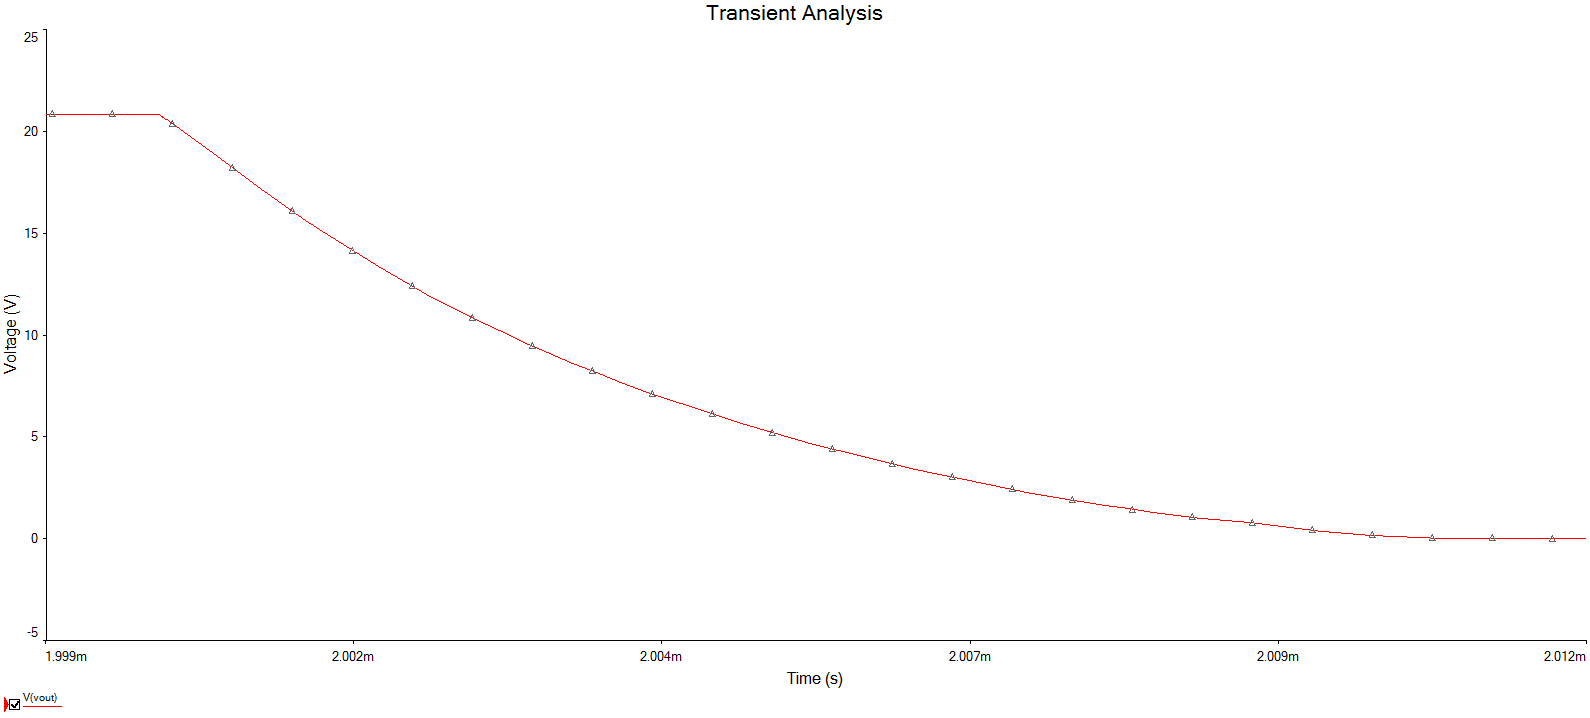 Transient Analysis
25
20
15
10
5
0
-5
Voltage (V)
1.999m 2.002m 2.004m 2.007m 2.009m 2.012m
Time (s)
V(vout)